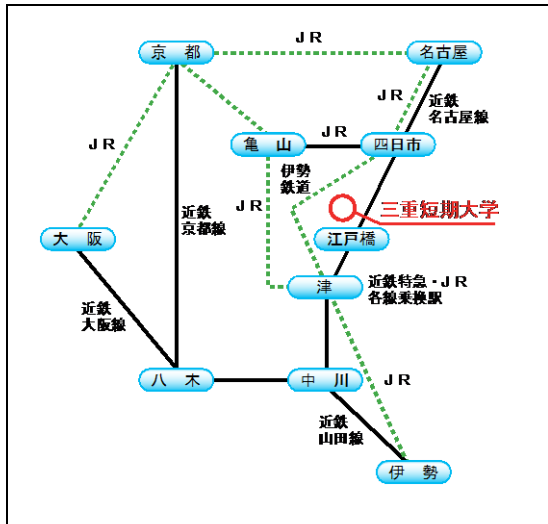 京都
JR
名古屋
JR
近鉄
名古屋線
JR
亀山
JR
四日市
伊勢
鉄道
JR
三重短期大学
近鉄
京都線
大阪
江戸橋
津
近鉄特急・JR
各線乗換駅
近鉄
大阪線
八木
中川
JR
近鉄
山田線
伊勢